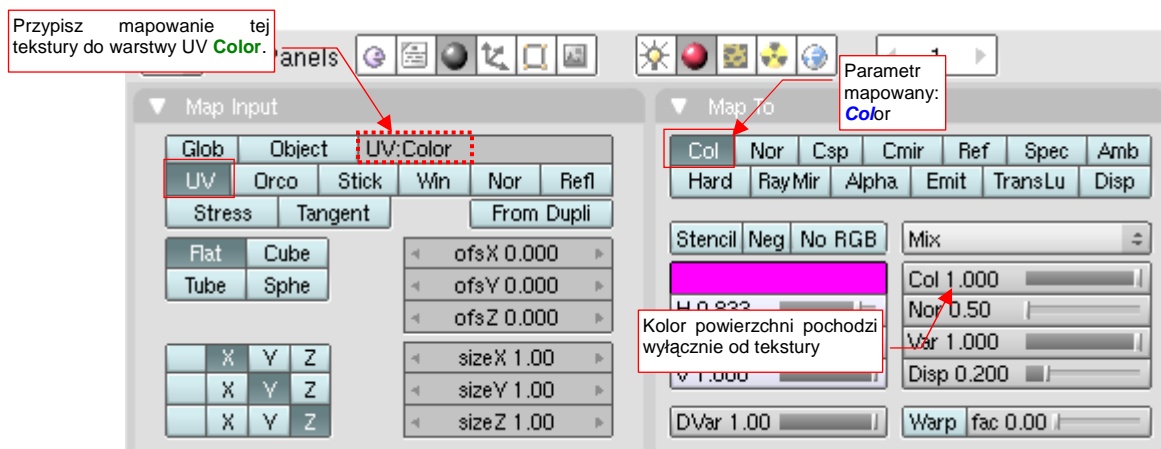 Przypisz mapowanie tej
tekstury do warstwy UV Color.
Panels
1
Parametr
mapowany:
Color
Map Input
Map To
Glob Object UV:Color
UV Orco Stick Win Nor Refl
Stress Tangent From Dupli
Flat Cube
Tube Sphe
ofsX 0.000
ofsY 0.000
ofsZ 0.000
X Y Z
X Y Z
X Y Z
sizeX 1.00
sizeY 1.00
sizeZ 1.00
Col Nor Csp Cmir Ref Spec Amb
Hard RayMir Alpha Emit TransLu Disp
Stencil Neg No RGB Mix
Col 1.000
H 0.833 Nor 0.50
Kolor powierzchni pochodzi
wyłącznie od tekstury
Var 1.000
V 1.000 Disp 0.200
DVar 1.00 Warp fac 0.00